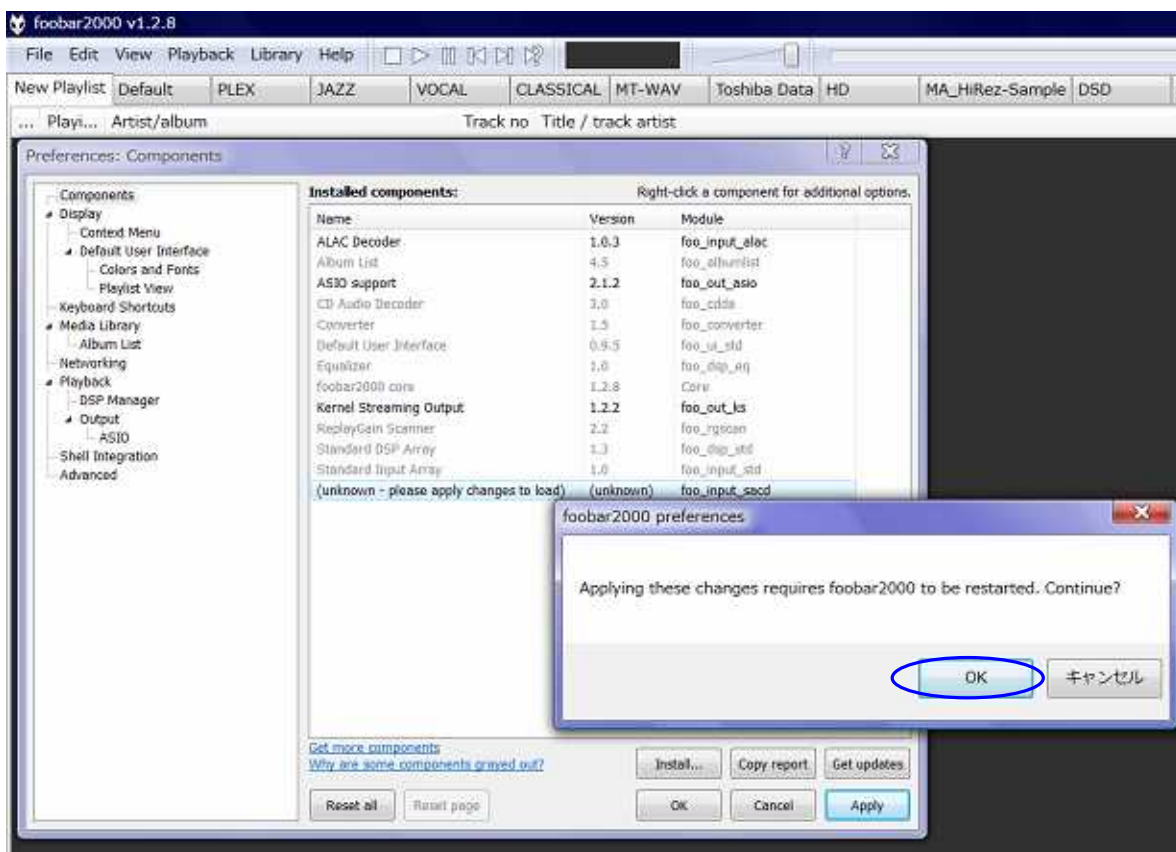 foobar2000 v1.2.8
File Edit View Playback Library Help
New Playlist Default PLEX JAZZ VOCAL CLASSICAL MT-WAV Toshiba Data HD MA_HiRez-Sample DSD
... Playi... Artist/album Track no Title / track artist
Preferences: Components
Components
Display
Context Menu
Default User Interface
Colors and Fonts
Playlist View
Keyboard Shortcuts
Media Library
Album List
Networking
Playback
DSP Manager
Output
ASIO
Shell Integration
Advanced
Installed components: Right-click a component for additional options.
Name Version Module
ALAC Decoder 1.0.3 foo_input_alac
Album List 4.5 foo_albumlist
ASIO support 2.1.2 foo_out_asio
CD Audio Decoder 3.0 foo_cdda
Converter 1.5 foo_converter
Default User Interface 0.9.5 foo_ui_std
Equalizer 1.0 foo_dsp_eq
foobar2000 core 1.2.8 Core
Kernel Streaming Output 1.2.2 foo_out_ks
ReplayGain Scanner 2.2 foo_rgscan
Standard DSP Array 1.3 foo_dsp_std
Standard Input Array 1.0 foo_input_std
(unknown - please apply changes to load) (unknown) foo_input_sacd
foobar2000 preferences
Applying these changes requires foobar2000 to be restarted. Continue?
OK キャンセル
Get more components
Why are some components grayed out?
Install... Copy report Get updates
Reset all Reset page OK Cancel Apply